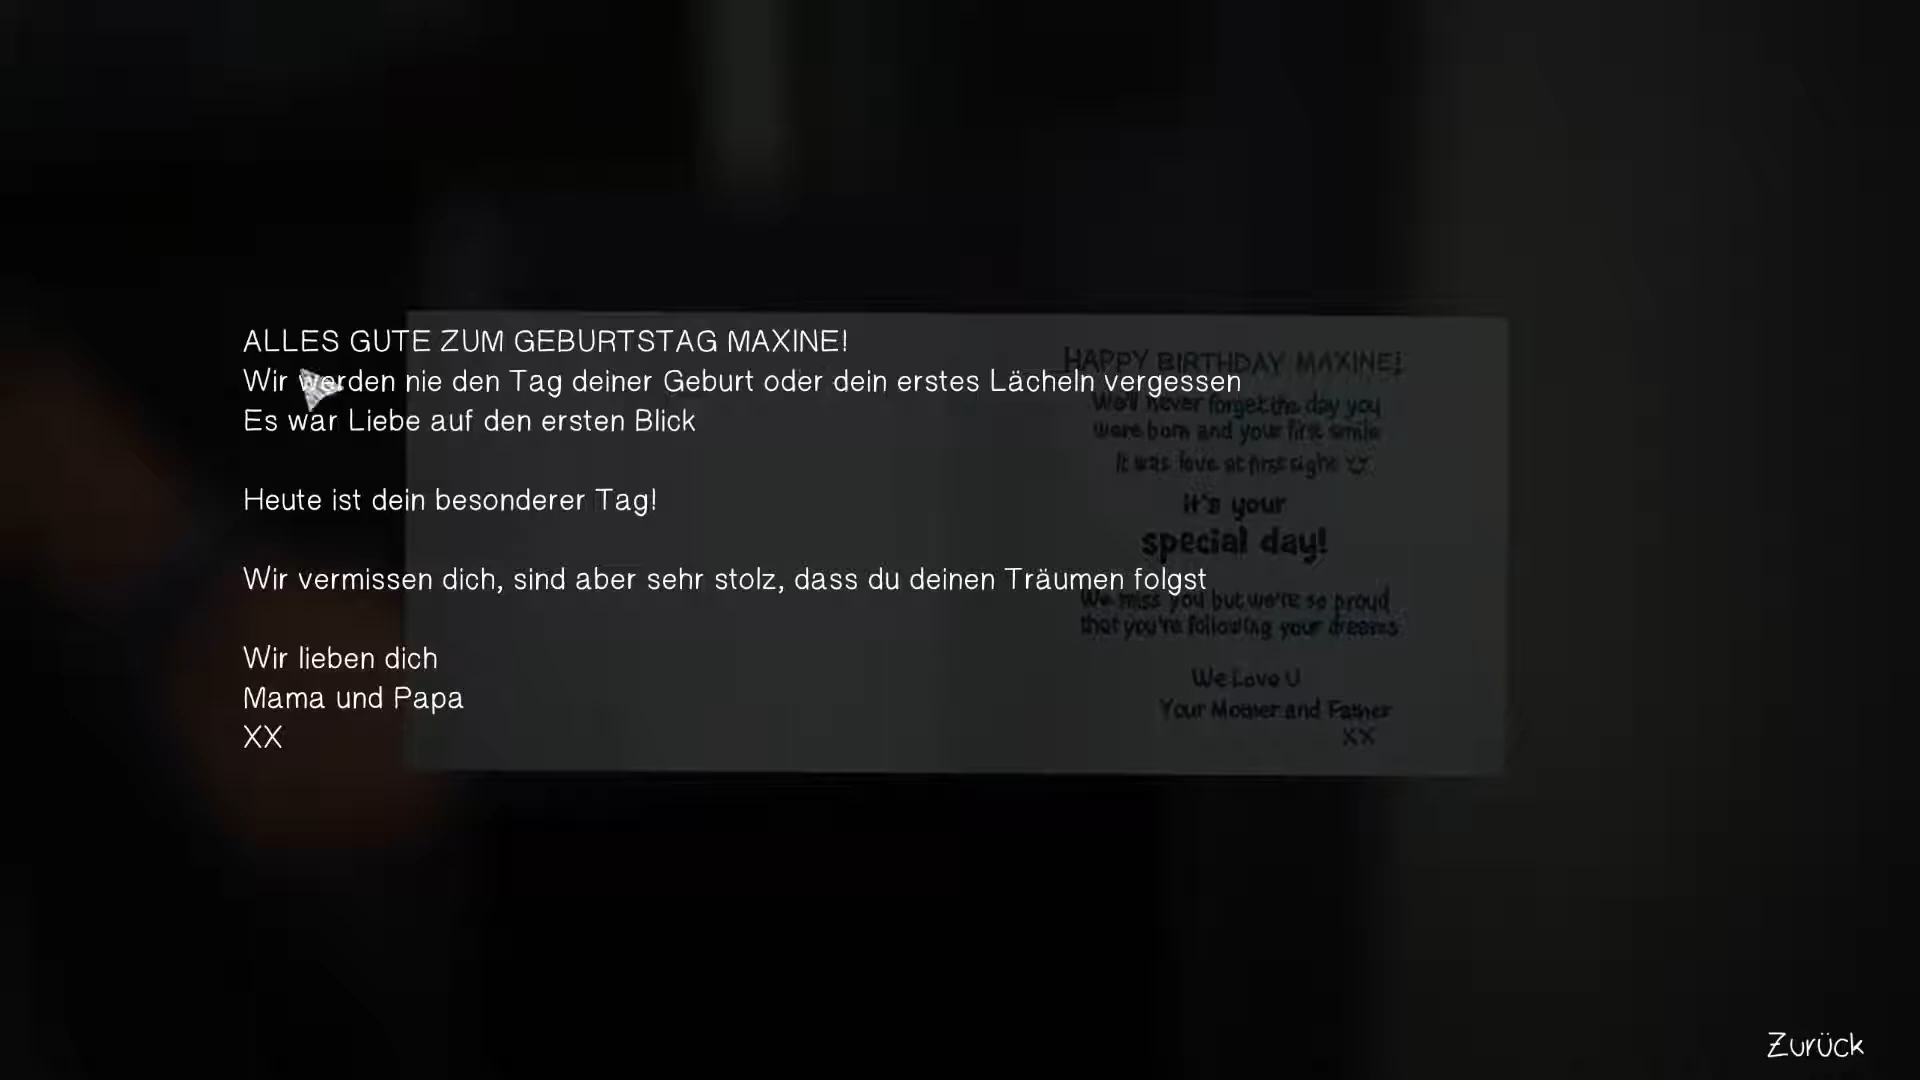 ALLES GUTE ZUM GEBURTSTAG MAXINE!
Wir werden nie den Tag deiner Geburt oder dein erstes Lächeln vergessen
Es war Liebe auf den ersten Blick
Heute ist dein besonderer Tag!
Wir vermissen dich, sind aber sehr stolz, dass du deinen Träumen folgst
Wir lieben dich
Mama und Papa
XX
HAPPY BIRTHDAY MAXINE!
We'll never forget the day you
were born and your first smile
It was love at first sight
it's your
special day!
We miss you but we're so proud
that you're following your dreams
We Love U
Your Mother and Father
XX
Zurück